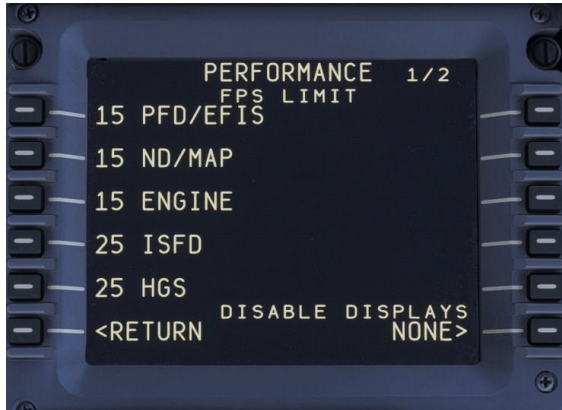 PERFORMANCE 1/2
FPS LIMIT
15 PFD/EFIS
15 ND/MAP
15 ENGINE
25 ISFD
25 HGS
DISABLE DISPLAYS
<RETURN NONE>